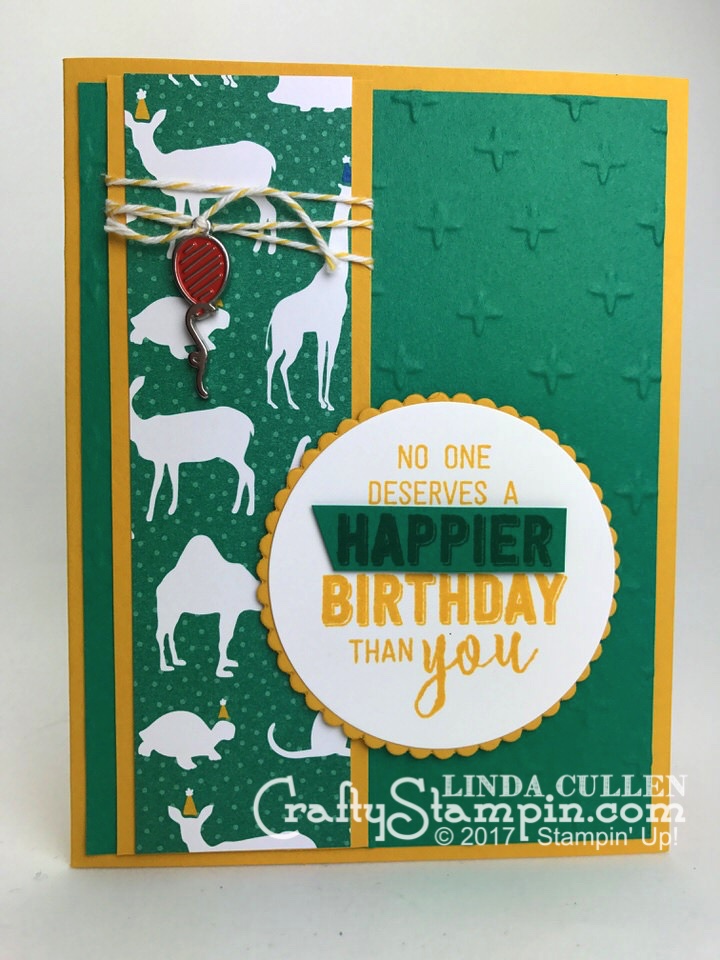 NO ONE
DESERVES A
HAPPIER
BIRTHDAY
THAN you
LINDA CULLEN
CraftyStampin.com
© 2017 Stampin' Up!